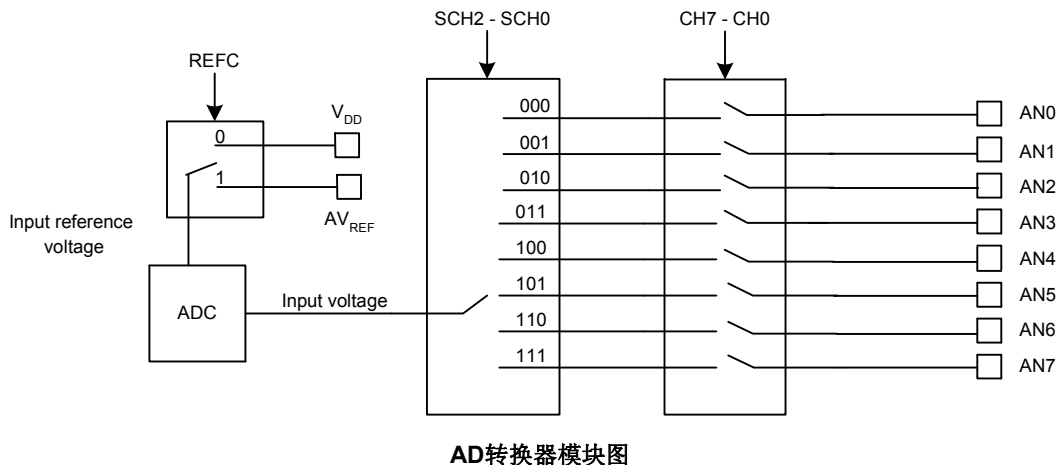 SCH2 - SCH0
CH7 - CH0
REFC
V_DD
0
1
AV_REF
Input reference
voltage
ADC
Input voltage
000
001
010
011
100
101
110
111
AN0
AN1
AN2
AN3
AN4
AN5
AN6
AN7
AD转换器模块图